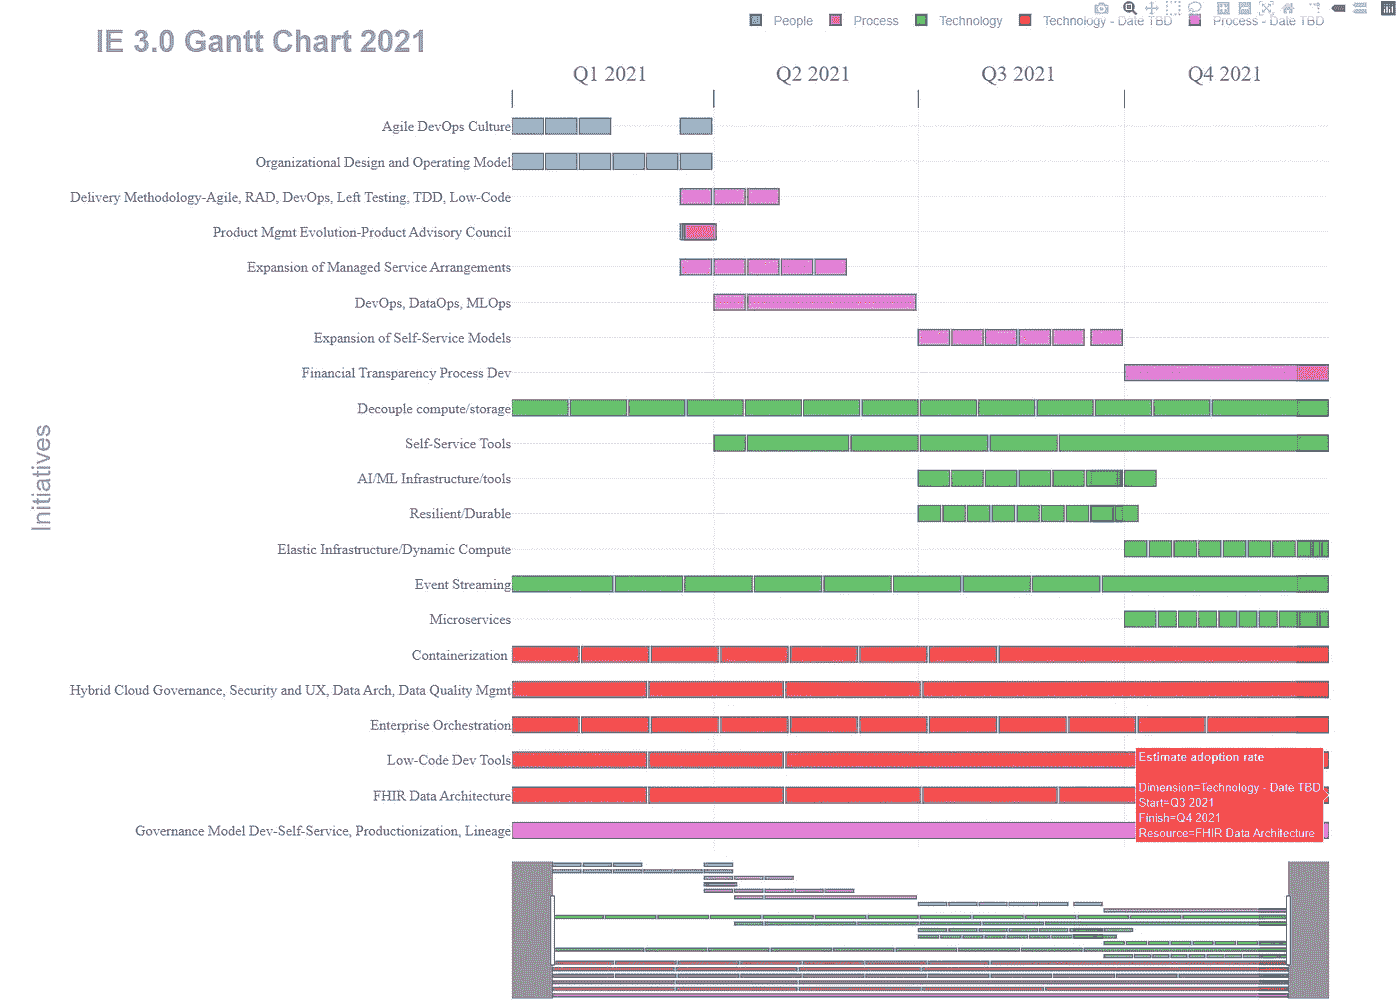 People Process Technology Technology - Date TBD Process - Date TBD
IE 3.0 Gantt Chart 2021
Q1 2021 Q2 2021 Q3 2021 Q4 2021
Initiatives
Agile DevOps Culture
Organizational Design and Operating Model
Delivery Methodology-Agile, RAD, DevOps, Left Testing, TDD, Low-Code
Product Mgmt Evolution-Product Advisory Council
Expansion of Managed Service Arrangements
DevOps, DataOps, MLOps
Expansion of Self-Service Models
Financial Transparency Process Dev
Decouple compute/storage
Self-Service Tools
AI/ML Infrastructure/tools
Resilient/Durable
Elastic Infrastructure/Dynamic Compute
Event Streaming
Microservices
Containerization
Hybrid Cloud Governance, Security and UX, Data Arch, Data Quality Mgmt
Enterprise Orchestration
Low-Code Dev Tools
FHIR Data Architecture
Governance Model Dev-Self-Service, Productionization, Lineage
Estimate adoption rate
Dimension=Technology - Date TBD
Start=Q3 2021
Finish=Q4 2021
Resource=FHIR Data Architecture